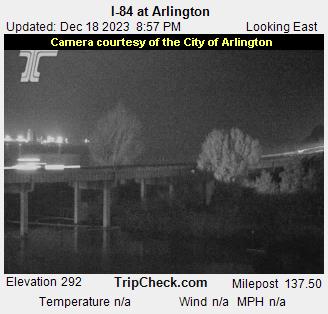 I-84 at Arlington
Updated: Dec 18 2023 8:57 PM Looking East
Camera courtesy of the City of Arlington
Elevation 292 TripCheck.com Milepost 137.50
Temperature n/a Wind n/a MPH n/a